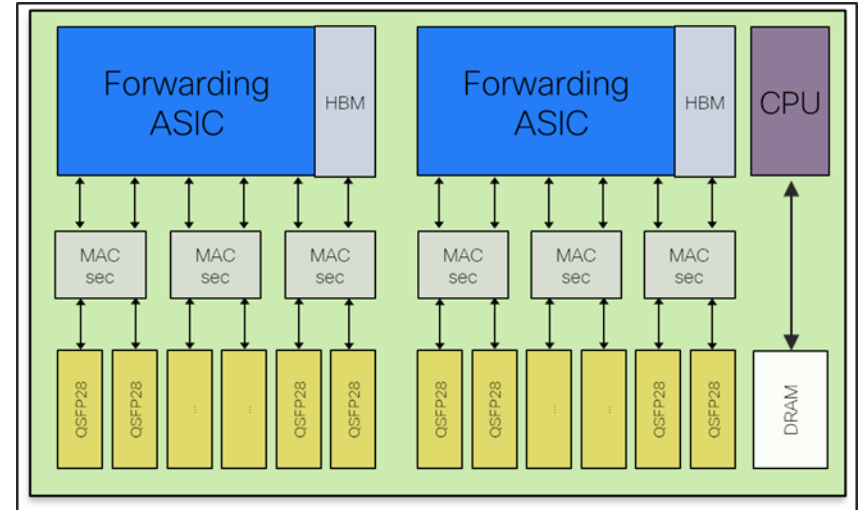 Forwarding
ASIC
HBM
Forwarding
ASIC
HBM
CPU
MAC
sec
MAC
sec
MAC
sec
MAC
sec
MAC
sec
MAC
sec
QSFP28
QSFP28
...
...
QSFP28
QSFP28
QSFP28
QSFP28
...
...
QSFP28
QSFP28
DRAM